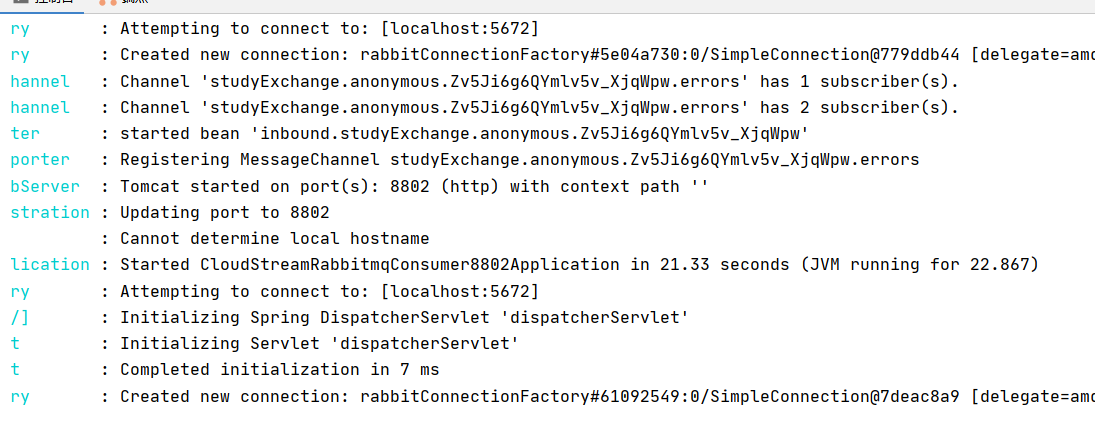 ry : Attempting to connect to: [localhost:5672]
ry : Created new connection: rabbitConnectionFactory#5e04a730:0/SimpleConnection@779ddb44 [delegate=amq
hannel : Channel 'studyExchange.anonymous.Zv5Ji6g6QYmlv5v_XjqWpw.errors' has 1 subscriber(s).
hannel : Channel 'studyExchange.anonymous.Zv5Ji6g6QYmlv5v_XjqWpw.errors' has 2 subscriber(s).
ter : started bean 'inbound.studyExchange.anonymous.Zv5Ji6g6QYmlv5v_XjqWpw'
porter : Registering MessageChannel studyExchange.anonymous.Zv5Ji6g6QYmlv5v_XjqWpw.errors
bServer : Tomcat started on port(s): 8802 (http) with context path ''
stration : Updating port to 8802
: Cannot determine local hostname
lication : Started CloudStreamRabbitmqConsumer8802Application in 21.33 seconds (JVM running for 22.867)
ry : Attempting to connect to: [localhost:5672]
/] : Initializing Spring DispatcherServlet 'dispatcherServlet'
t : Initializing Servlet 'dispatcherServlet'
t : Completed initialization in 7 ms
ry : Created new connection: rabbitConnectionFactory#61092549:0/SimpleConnection@7deac8a9 [delegate=amq